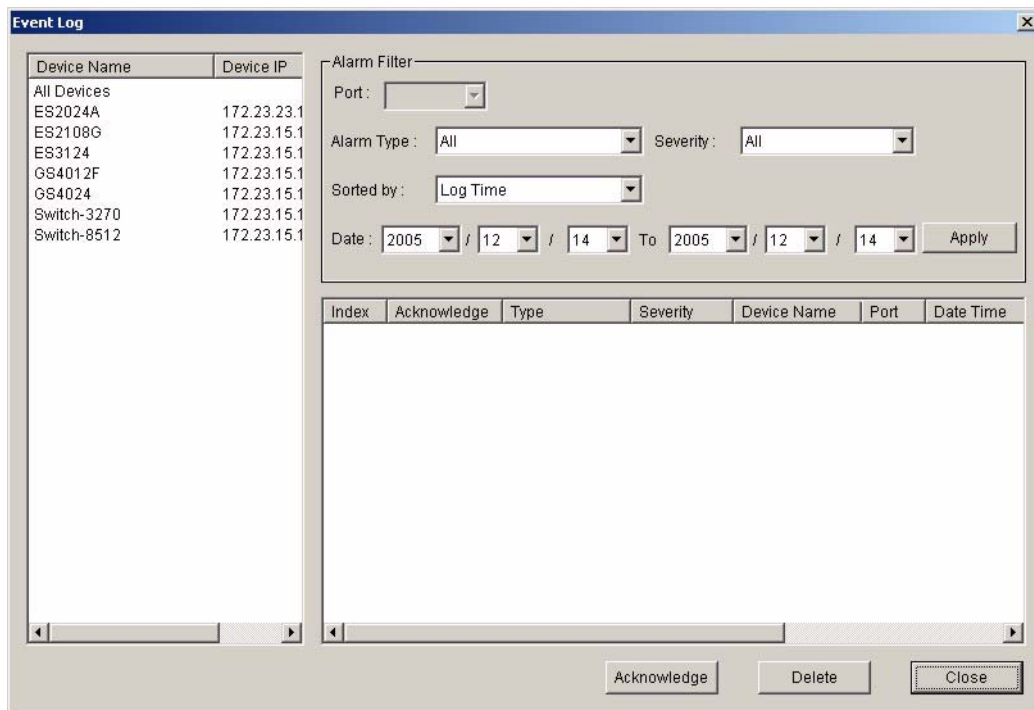 Event Log
Device Name Device IP
All Devices
ES2024A 172.23.23.1
ES2108G 172.23.15.1
ES3124 172.23.15.1
GS4012F 172.23.15.1
GS4024 172.23.15.1
Switch-3270 172.23.15.1
Switch-8512 172.23.15.1
Alarm Filter
Port :
Alarm Type : All Severity : All
Sorted by : Log Time
Date : 2005 / 12 / 14 To 2005 / 12 / 14 Apply
Index Acknowledge Type Severity Device Name Port Date Time
Acknowledge Delete Close